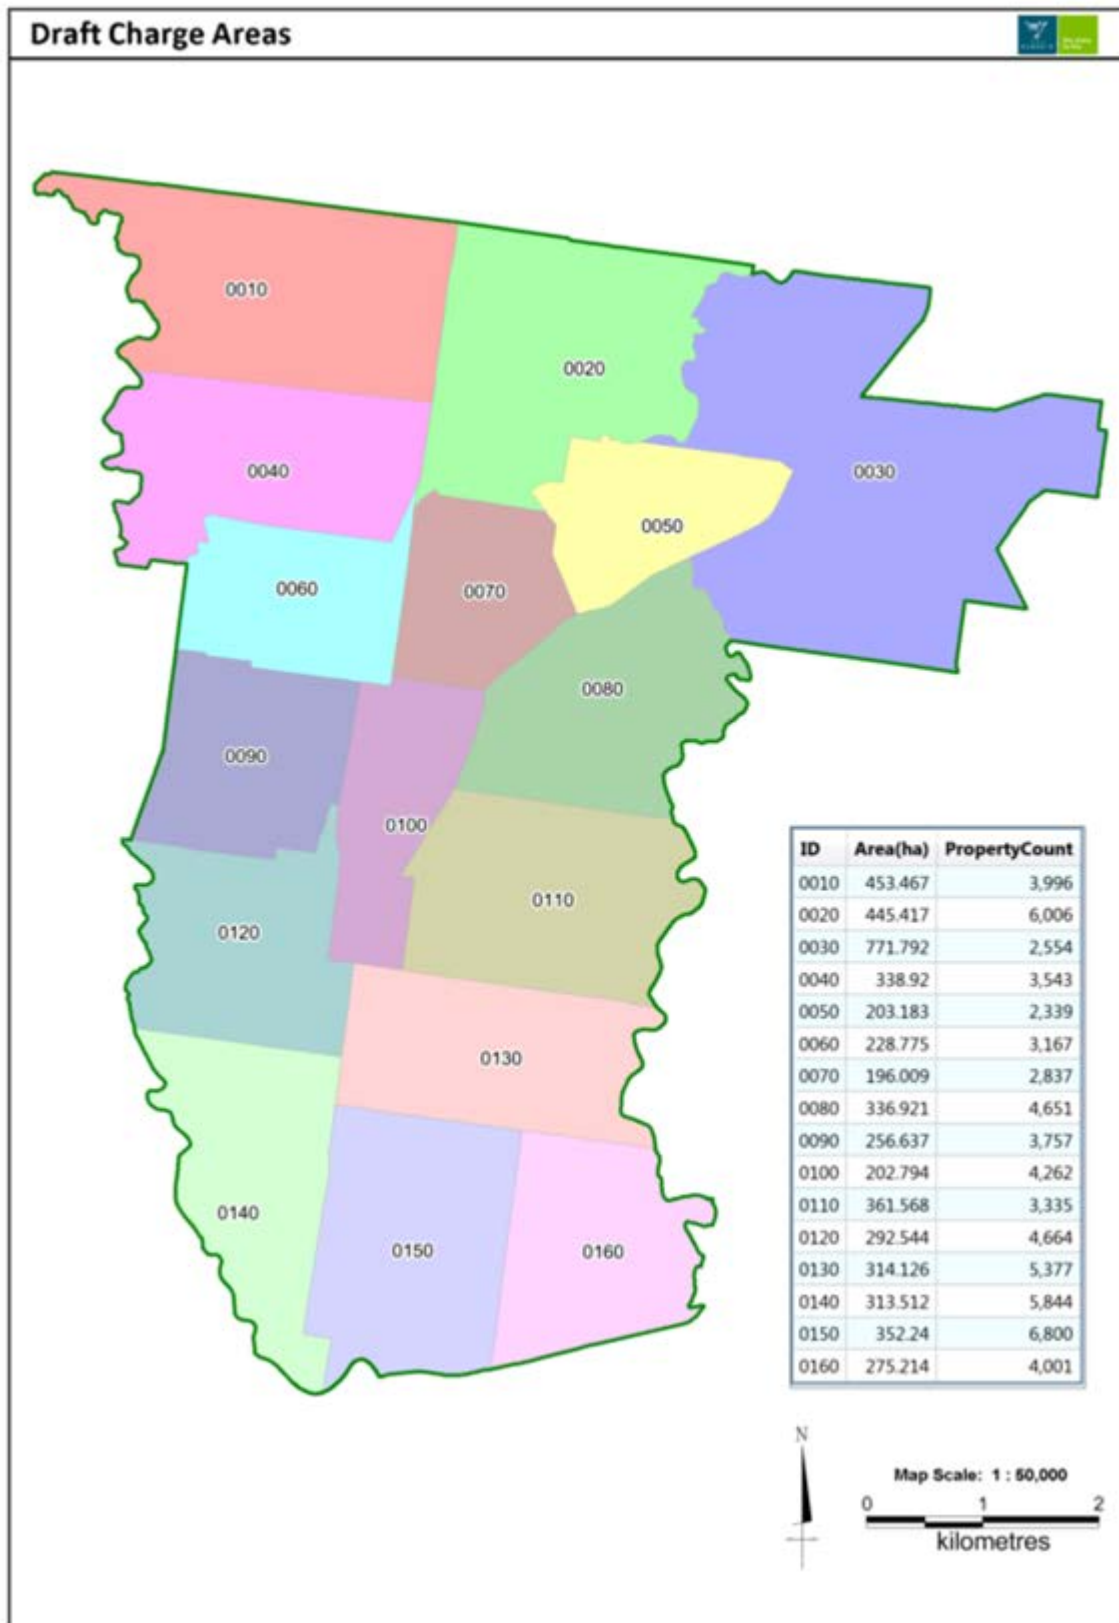 Draft Charge Areas
0010
0020
0040
0030
0050
0060
0070
0080
0090
0100
0110
0120
0130
0140
0150
0160
ID Area(ha) PropertyCount
0010 453.467 3,996
0020 445.417 6,006
0030 771.792 2,554
0040 338.92 3,543
0050 203.183 2,339
0060 228.775 3,167
0070 196.009 2,837
0080 336.921 4,651
0090 256.637 3,757
0100 202.794 4,262
0110 361.568 3,335
0120 292.544 4,664
0130 314.126 5,377
0140 313.512 5,844
0150 352.24 6,800
0160 275.214 4,001
N
Map Scale: 1 : 50,000
0 1 2
kilometres